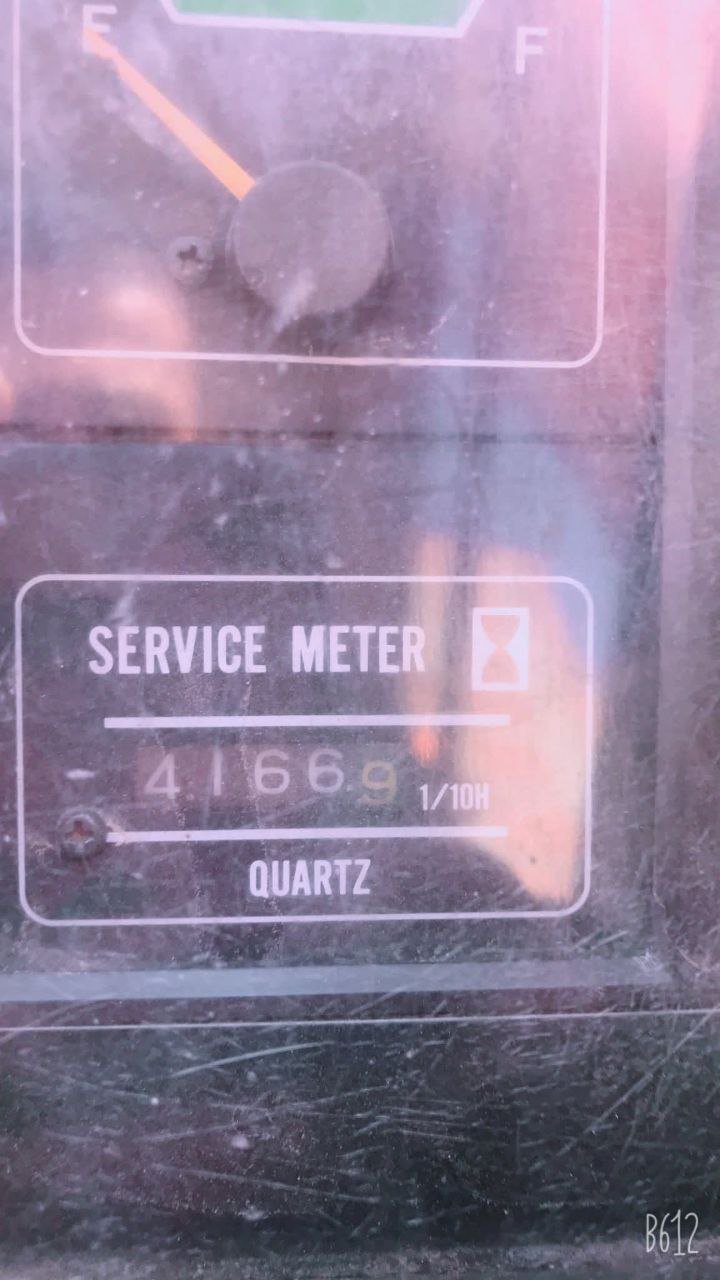 E F
SERVICE METER
41669 1/10H
QUARTZ
B612